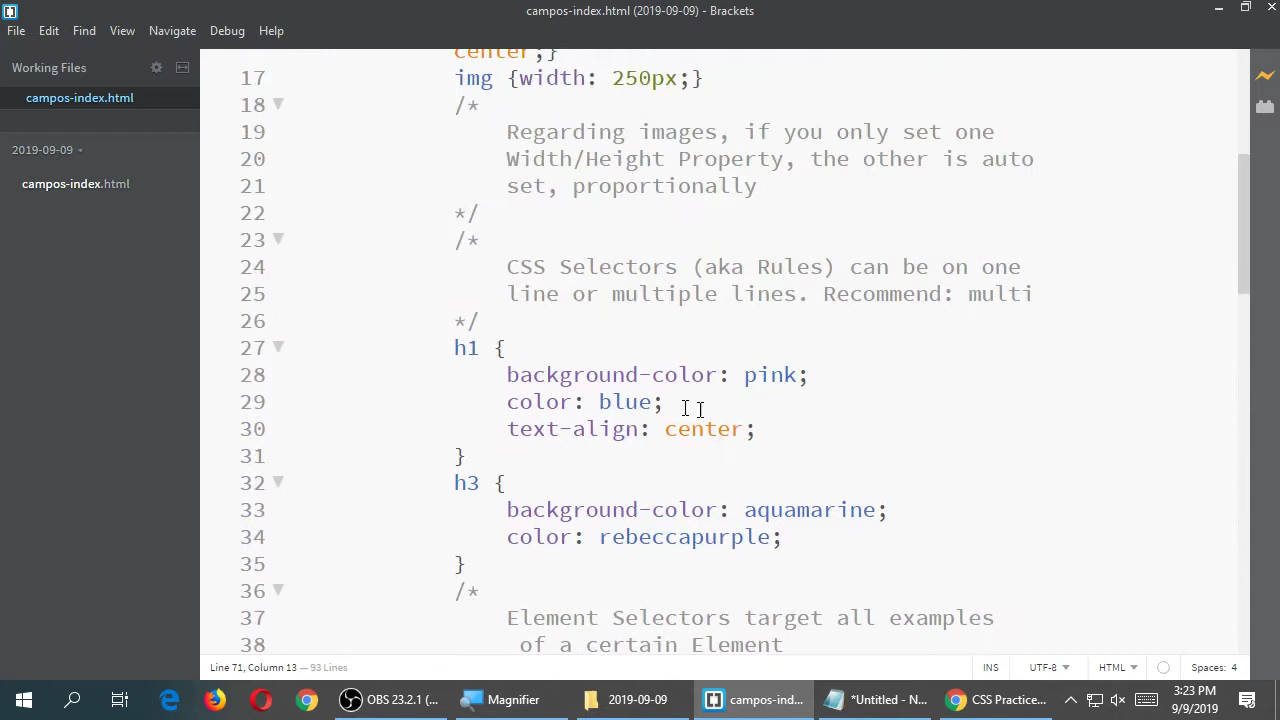 campos-index.html (2019-09-09) - Brackets
File Edit Find View Navigate Debug Help
Working Files
campos-index.html
2019-09-09
campos-index.html
center;}
17 img {width: 250px;}
18 /*
19 Regarding images, if you only set one
20 Width/Height Property, the other is auto
21 set, proportionally
22 */
23 /*
24 CSS Selectors (aka Rules) can be on one
25 line or multiple lines. Recommend: multi
26 */
27 h1 {
28 background-color: pink;
29 color: blue;
30 text-align: center;
31 }
32 h3 {
33 background-color: aquamarine;
34 color: rebeccapurple;
35 }
36 /*
37 Element Selectors target all examples
38 of a certain Element
Line 71, Column 13 — 93 Lines
INS UTF-8 HTML Spaces: 4
OBS 23.2.1 (... Magnifier 2019-09-09 campos-ind... *Untitled - N... CSS Practice...
3:23 PM
9/9/2019